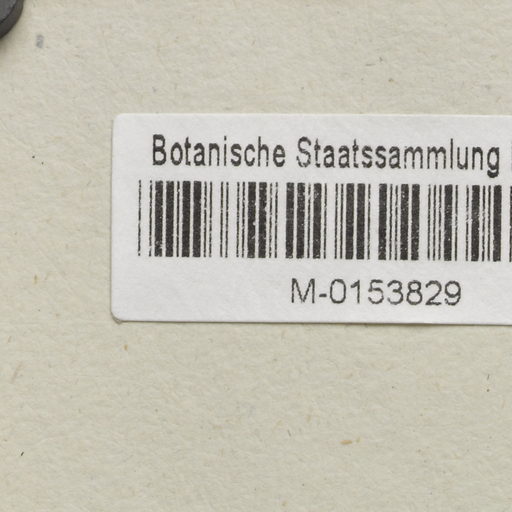 Botanische Staatssammlung
M-0153829